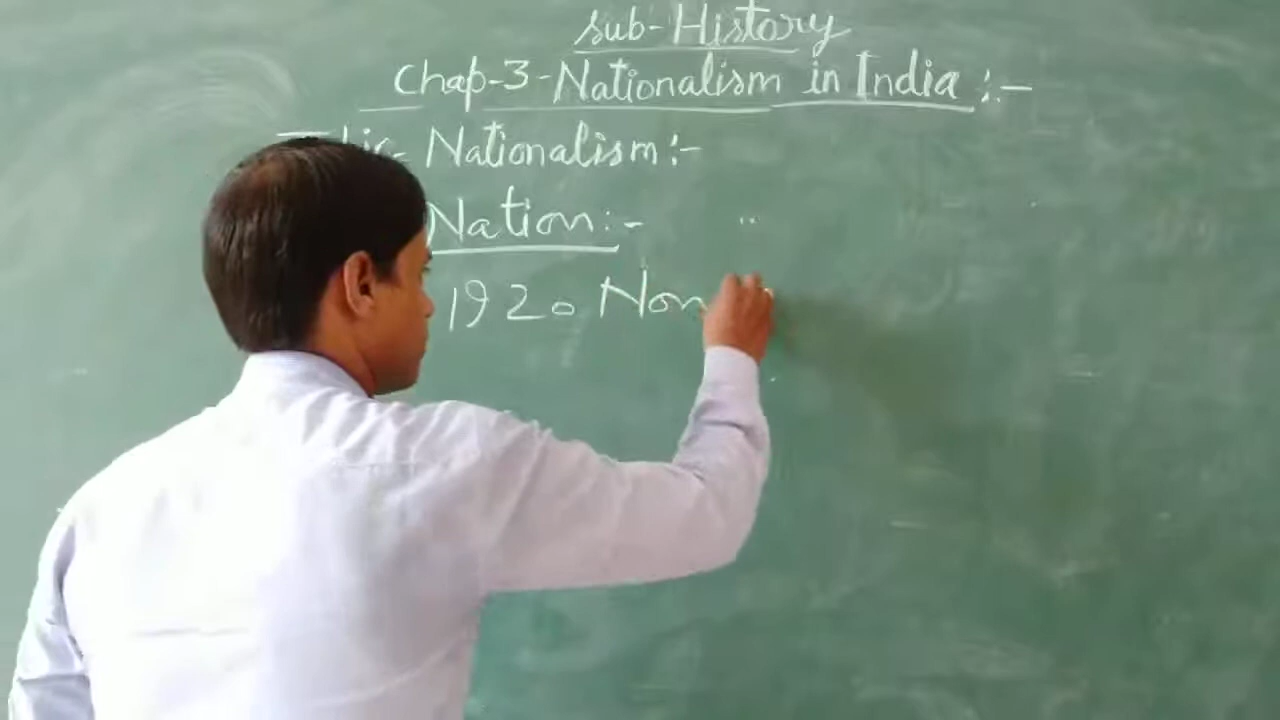 Sub-History
Chap-3-Nationalism in India :-
Nationalism:-
Nation:-
1920 Non